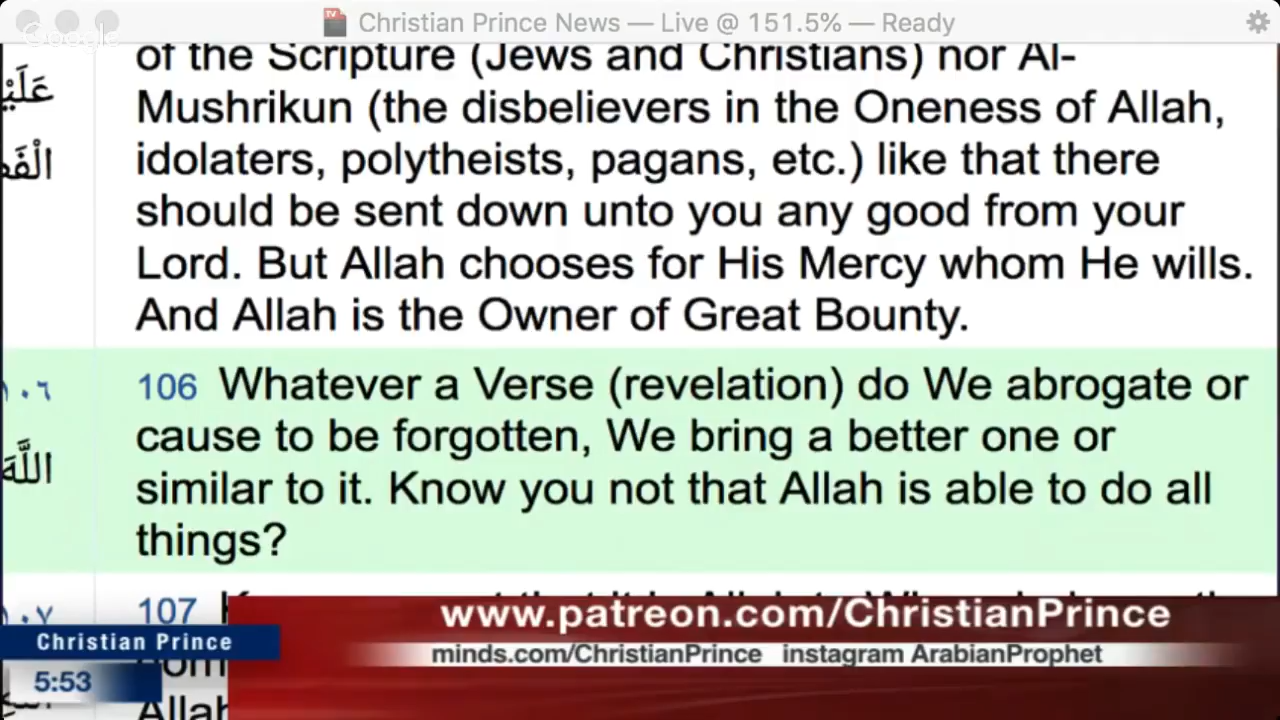 Christian Prince News — Live @ 151.5% — Ready
Google
of the Scripture (Jews and Christians) nor Al-
Mushrikun (the disbelievers in the Oneness of Allah,
idolaters, polytheists, pagans, etc.) like that there
should be sent down unto you any good from your
Lord. But Allah chooses for His Mercy whom He wills.
And Allah is the Owner of Great Bounty.
106 Whatever a Verse (revelation) do We abrogate or
cause to be forgotten, We bring a better one or
similar to it. Know you not that Allah is able to do all
things?
١٠٦
اللَّهَ
107
١٠٧
Allah
www.patreon.com/ChristianPrince
minds.com/ChristianPrince instagram ArabianProphet
Christian Prince
5:53